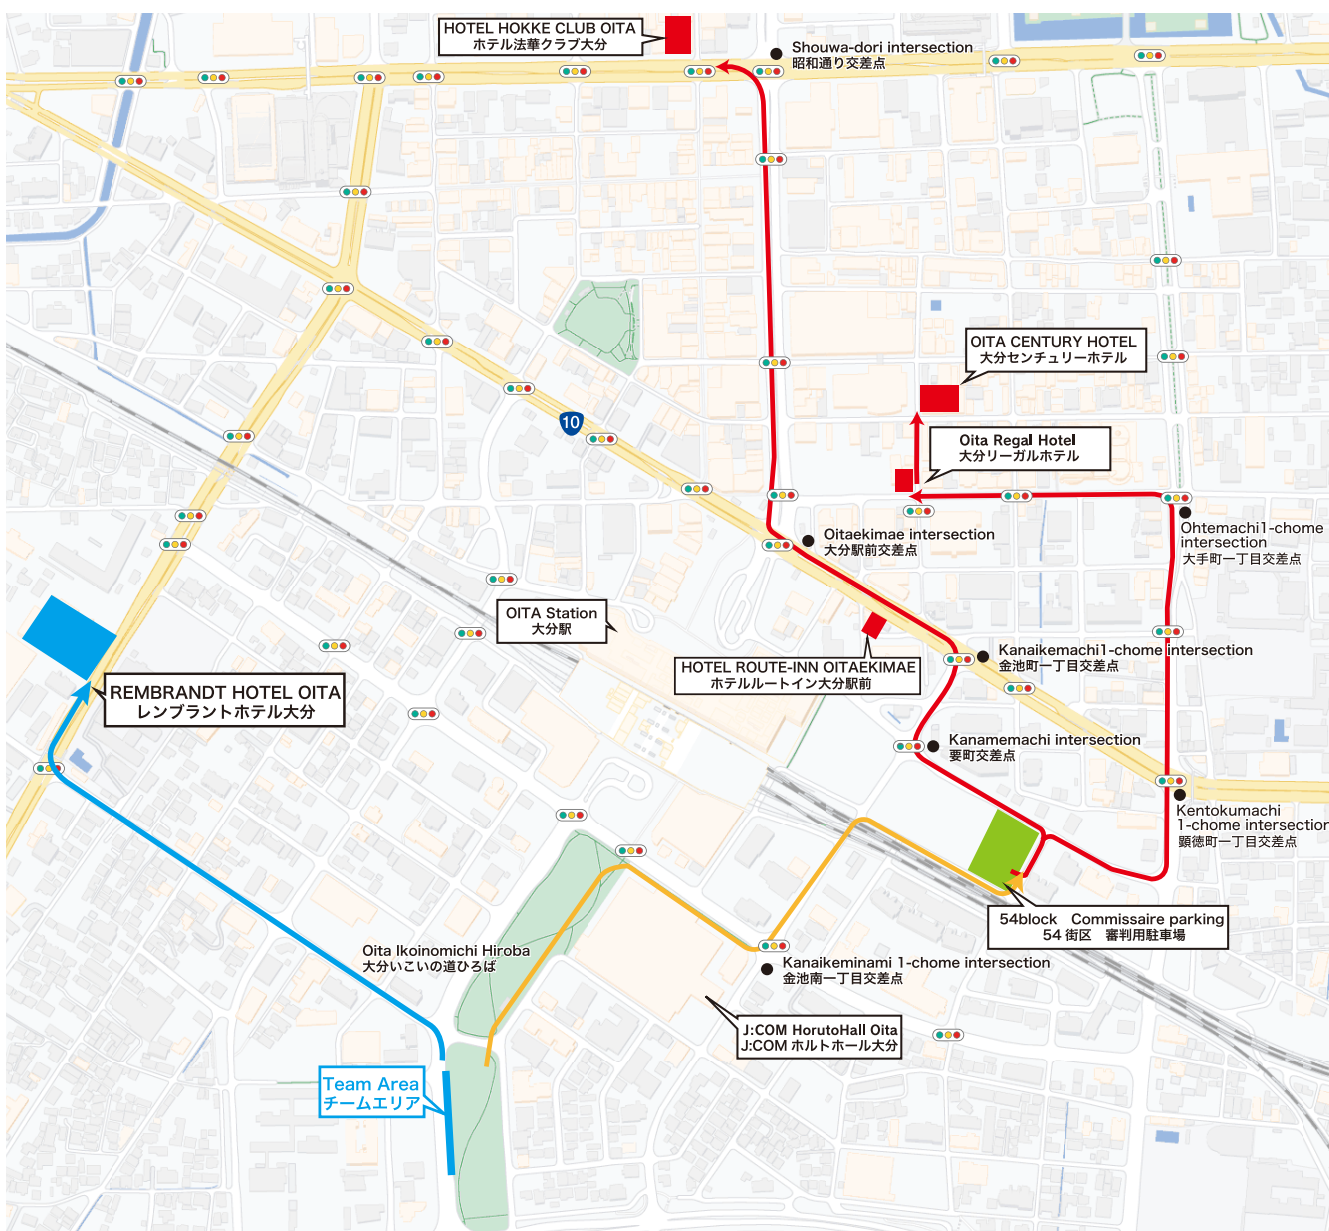 HOTEL HOKKE CLUB OITA
ホテル法華クラブ大分
Shouwa-dori intersection
昭和通り交差点
OITA CENTURY HOTEL
大分センチュリーホテル
10
Oita Regal Hotel
大分リーガルホテル
Ohtemachi1-chome
intersection
大手町一丁目交差点
Oitaekimae intersection
大分駅前交差点
OITA Station
大分駅
Kanaikemachi1-chome intersection
金池町一丁目交差点
HOTEL ROUTE-INN OITAEKIMAE
ホテルルートイン大分駅前
REMBRANDT HOTEL OITA
レンブラントホテル大分
Kanamemachi intersection
要町交差点
Kentokumachi
1-chome intersection
顕徳町一丁目交差点
54block Commissaire parking
54 街区 審判用駐車場
Oita Ikoinomichi Hiroba
大分いこいの道ひろば
Kanaikeminami 1-chome intersection
金池南一丁目交差点
J:COM HorutoHall Oita
J:COM ホルトホール大分
Team Area
チームエリア